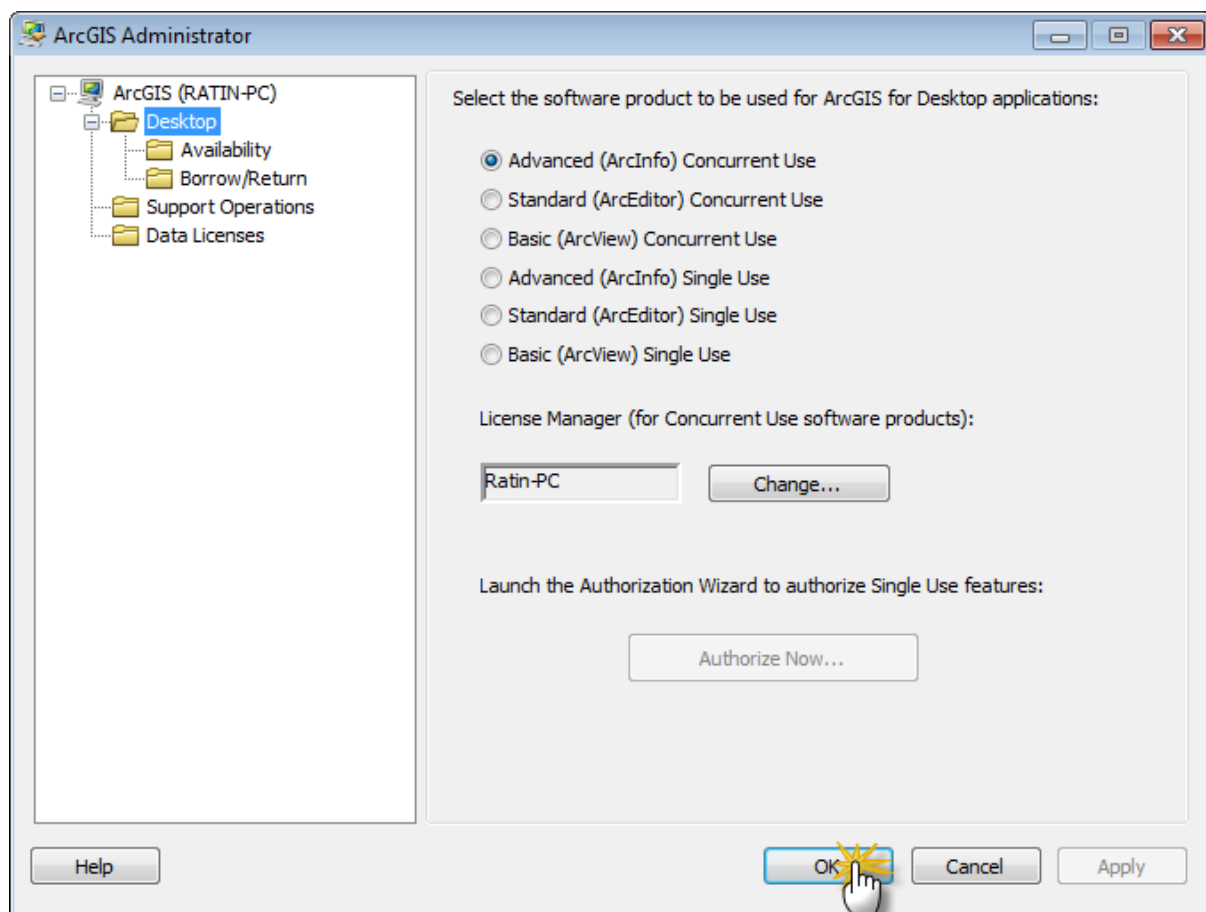 ArcGIS Administrator
ArcGIS (RATIN-PC)
Desktop
Availability
Borrow/Return
Support Operations
Data Licenses
Select the software product to be used for ArcGIS for Desktop applications:
Advanced (ArcInfo) Concurrent Use
Standard (ArcEditor) Concurrent Use
Basic (ArcView) Concurrent Use
Advanced (ArcInfo) Single Use
Standard (ArcEditor) Single Use
Basic (ArcView) Single Use
License Manager (for Concurrent Use software products):
Ratin-PC
Change...
Launch the Authorization Wizard to authorize Single Use features:
Authorize Now...
Help
OK
Cancel
Apply